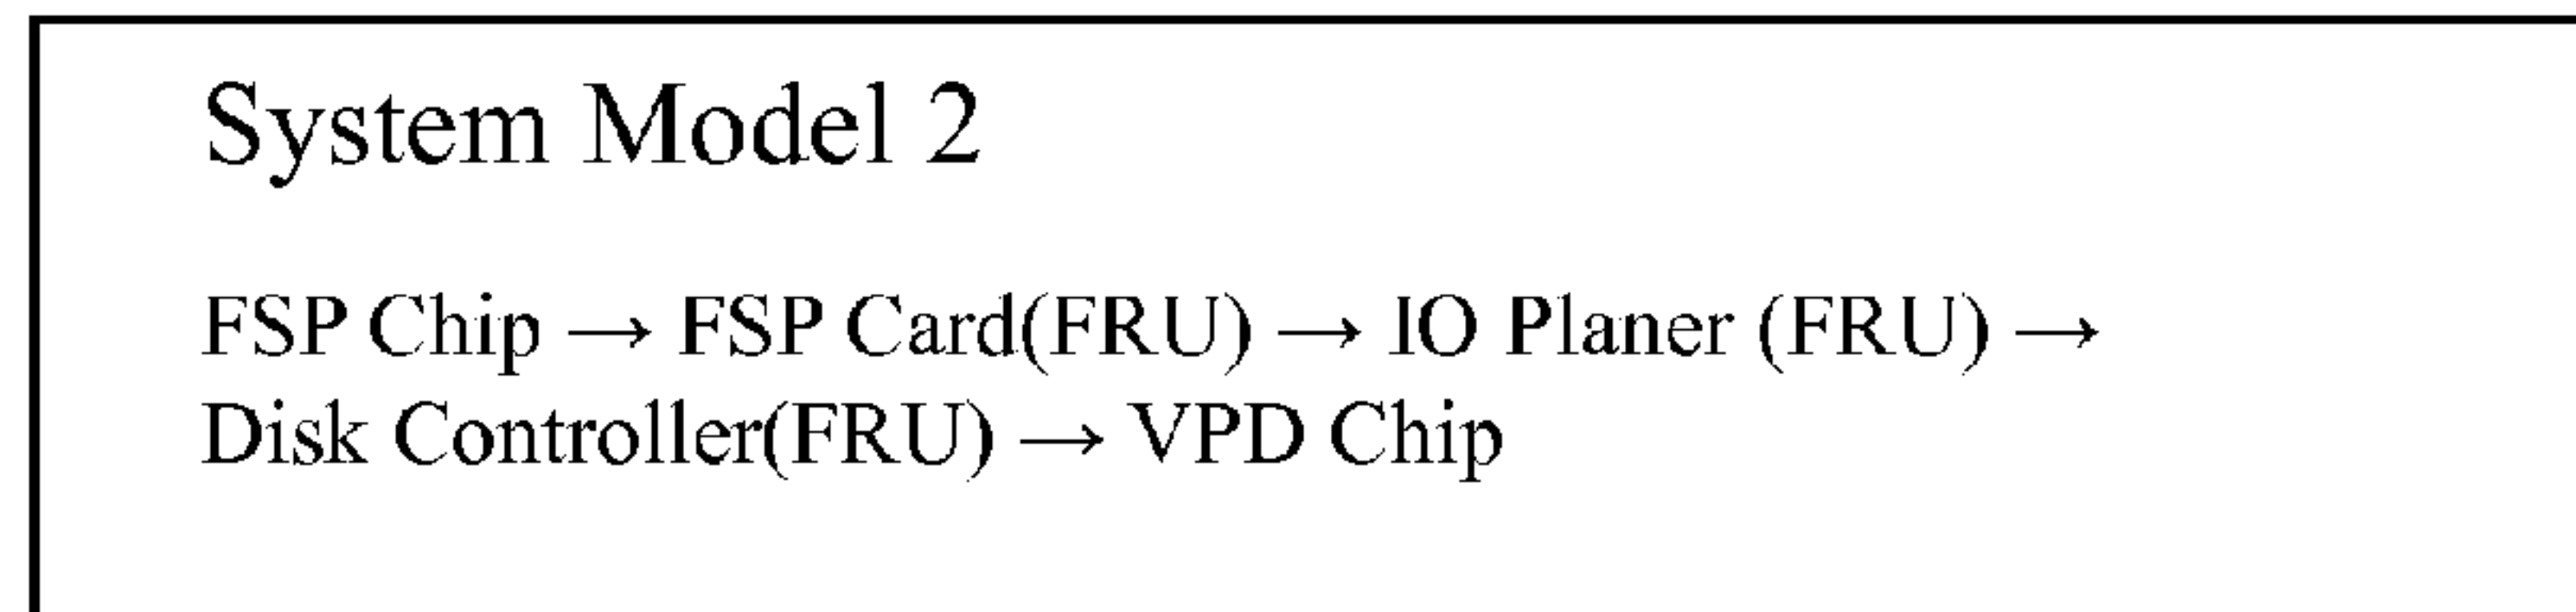 System Model 2
FSP Chip → FSP Card(FRU) → IO Planer (FRU) →
Disk Controller(FRU) → VPD Chip